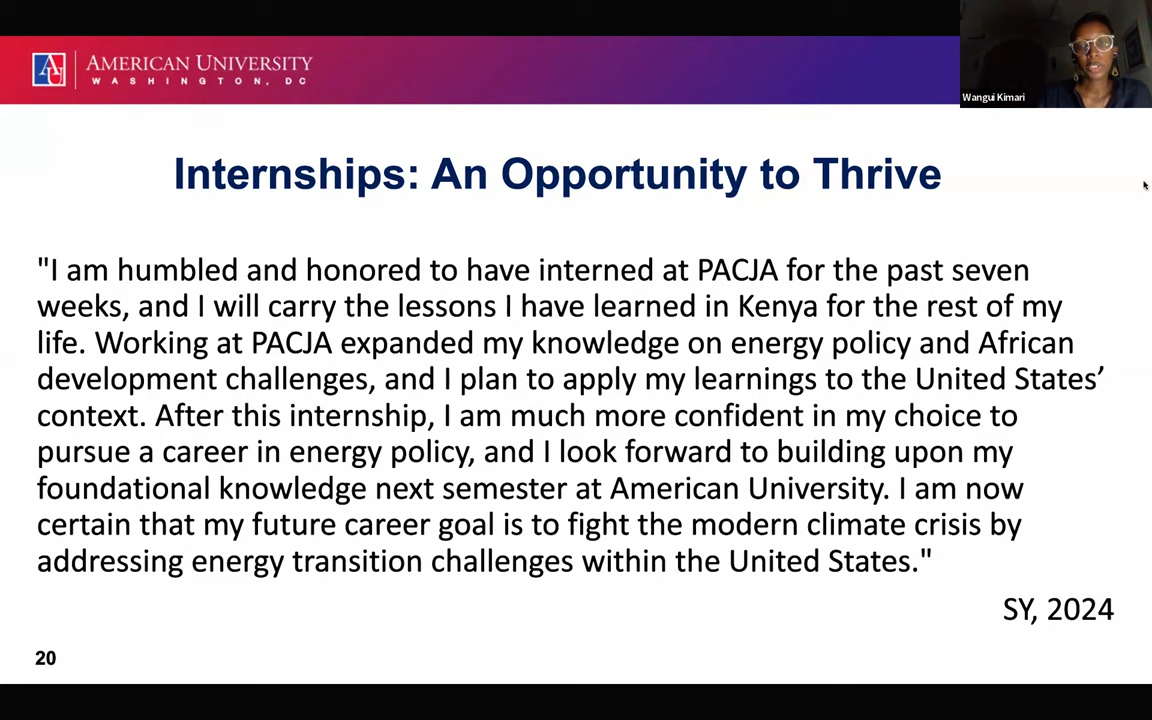 AMERICAN UNIVERSITY
WASHINGTON, DC
Wangui Kimari
Internships: An Opportunity to Thrive
"I am humbled and honored to have interned at PACJA for the past seven
weeks, and I will carry the lessons I have learned in Kenya for the rest of my
life. Working at PACJA expanded my knowledge on energy policy and African
development challenges, and I plan to apply my learnings to the United States’
context. After this internship, I am much more confident in my choice to
pursue a career in energy policy, and I look forward to building upon my
foundational knowledge next semester at American University. I am now
certain that my future career goal is to fight the modern climate crisis by
addressing energy transition challenges within the United States."
SY, 2024
20